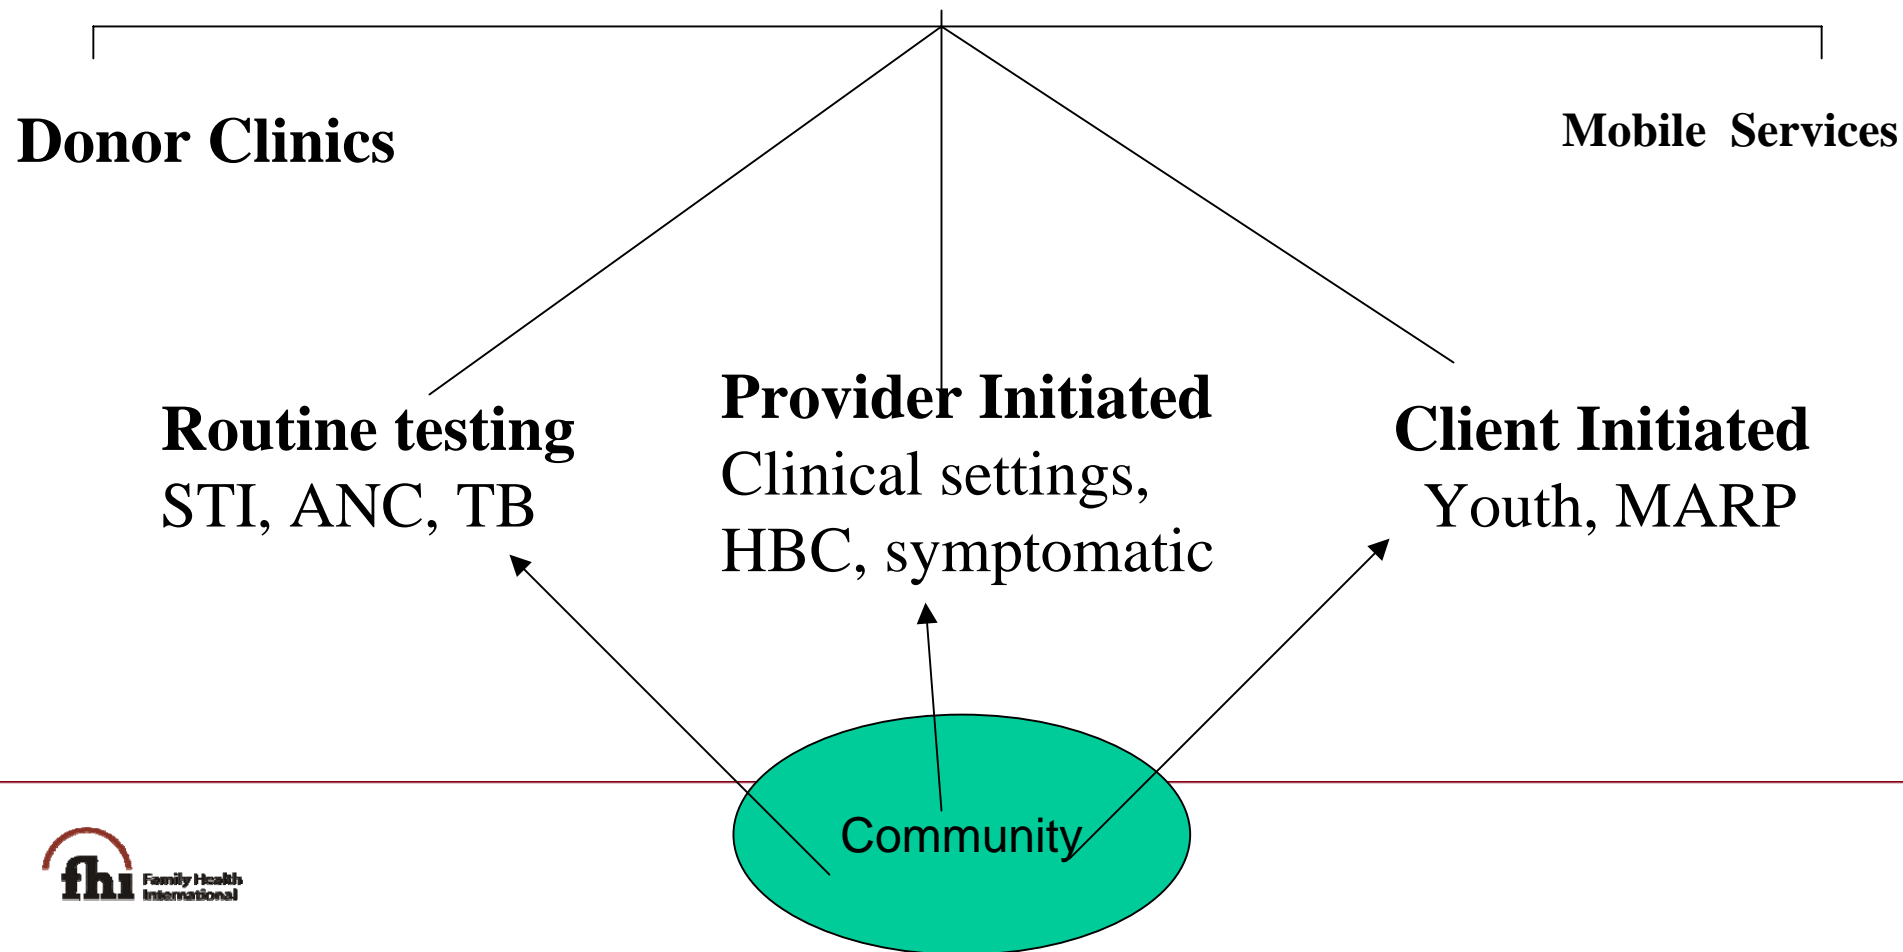 Donor Clinics
Mobile Services
Routine testing
STI, ANC, TB
Provider Initiated
Clinical settings,
HBC, symptomatic
Client Initiated
Youth, MARP
Community
fhi
Family Health
International